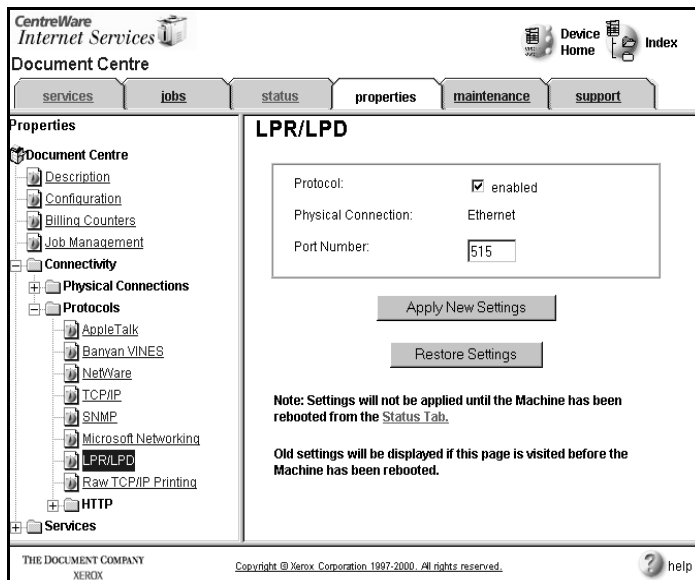 CentreWare
Internet Services
Document Centre
Device Home
Index
services
jobs
status
properties
maintenance
support
Properties
Document Centre
Description
Configuration
Billing Counters
Job Management
Connectivity
Physical Connections
Protocols
AppleTalk
Banyan VINES
NetWare
TCP/IP
SNMP
Microsoft Networking
LPR/LPD
Raw TCP/IP Printing
HTTP
Services
LPR/LPD
Protocol: enabled
Physical Connection: Ethernet
Port Number: 515
Apply New Settings
Restore Settings
Note: Settings will not be applied until the Machine has been
rebooted from the Status Tab.
Old settings will be displayed if this page is visited before the
Machine has been rebooted.
THE DOCUMENT COMPANY
XEROX
Copyright © Xerox Corporation 1997-2000. All rights reserved.
? help